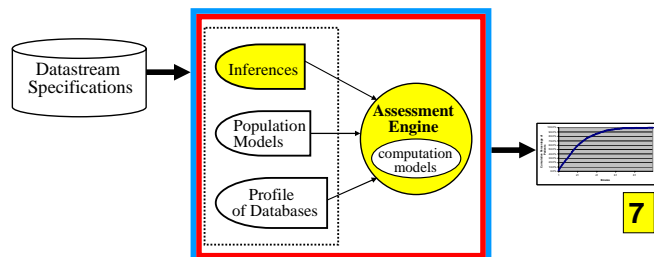 Datastream
Specifications
Inferences
Population
Models
Profile
of Databases
Assessment
Engine
computation
models
7